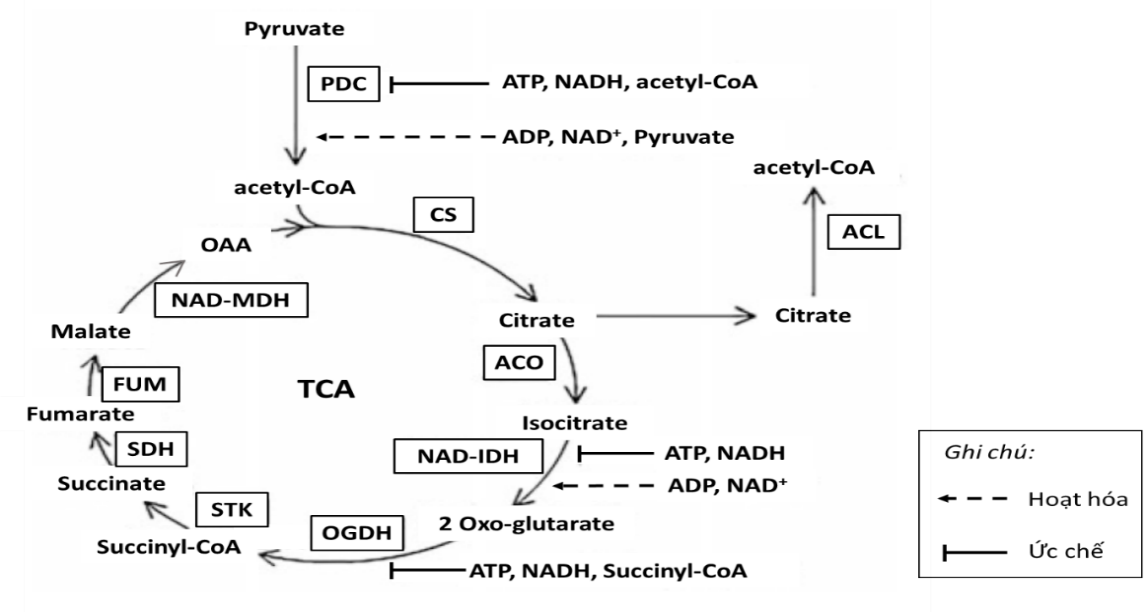 Pyruvate
PDC
ATP, NADH, acetyl-CoA
ADP, NAD⁺, Pyruvate
acetyl-CoA
acetyl-CoA
CS
ACL
OAA
NAD-MDH
Citrate
Citrate
Malate
ACO
FUM
TCA
Fumarate
Isocitrate
SDH
NAD-IDH
ATP, NADH
ADP, NAD⁺
Succinate
STK
2 Oxo-glutarate
OGDH
Succinyl-CoA
ATP, NADH, Succinyl-CoA
Ghi chú:
Hoạt hóa
Ức chế